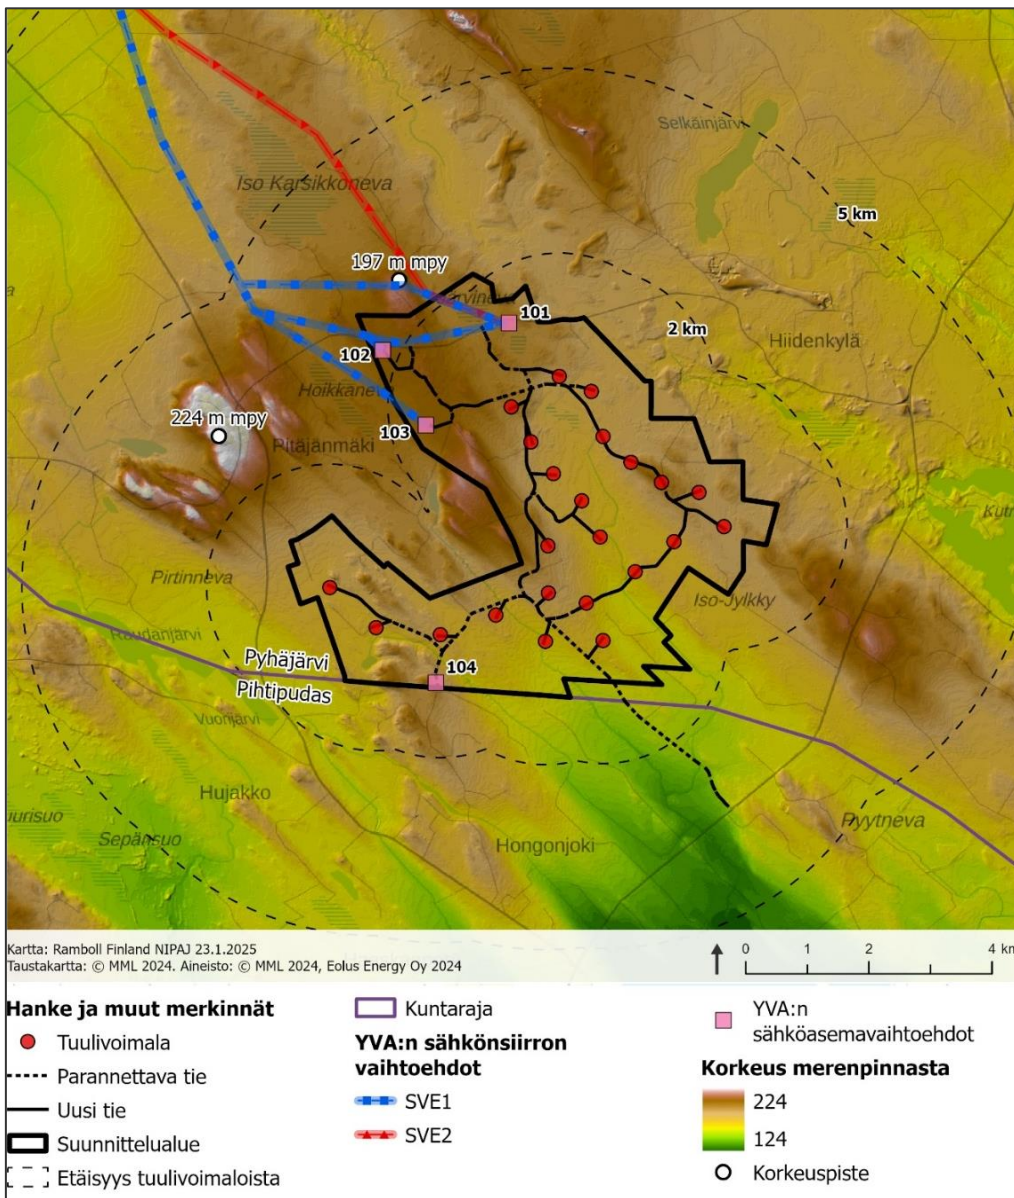 Selkäinjärvi
Iso Karsikkoneva
5 km
197 m mpy
101
2 km
Hiidenkylä
102
Hoikkaneva
224 m mpy
103
Pitäjänmäki
Pirtinneva
Iso-Jylkky
Raudanjärvi
Pyhäjärvi
104
Pihtipudas
Vuonjärvi
Hujakko
Pyytneva
Sepänsuo
Hongonjoki
Kartta: Ramboll Finland NIPAJ 23.1.2025
Taustakartta: © MML 2024. Aineisto: © MML 2024, Eolus Energy Oy 2024
0 1 2 4 km
Hanke ja muut merkinnät
Tuulivoimala
Parannettava tie
Uusi tie
Suunnittelualue
Etäisyys tuulivoimaloista
Kuntaraja
YVA:n sähkönsiirron
vaihtoehdot
SVE1
SVE2
YVA:n
sähköasemavaihtoehdot
Korkeus merenpinnasta
224
124
Korkeuspiste